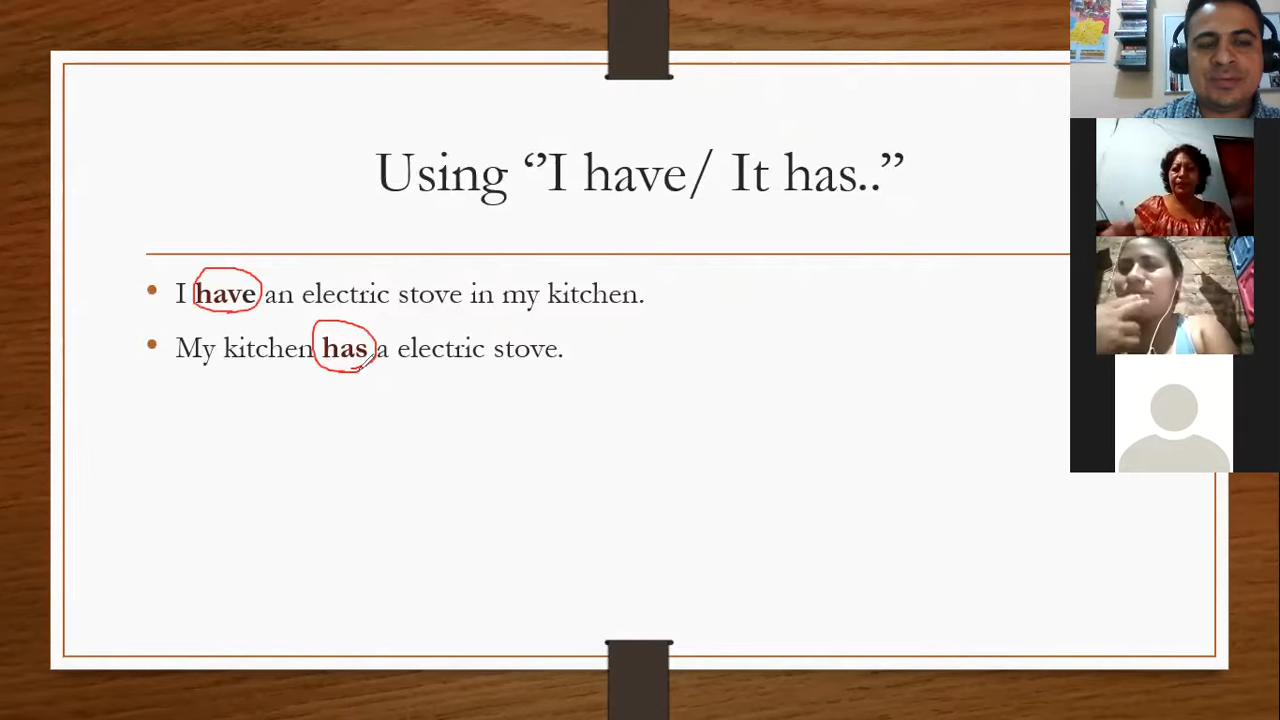 Using ‘’I have/ It has..’’
• I have an electric stove in my kitchen.
• My kitchen has a electric stove.